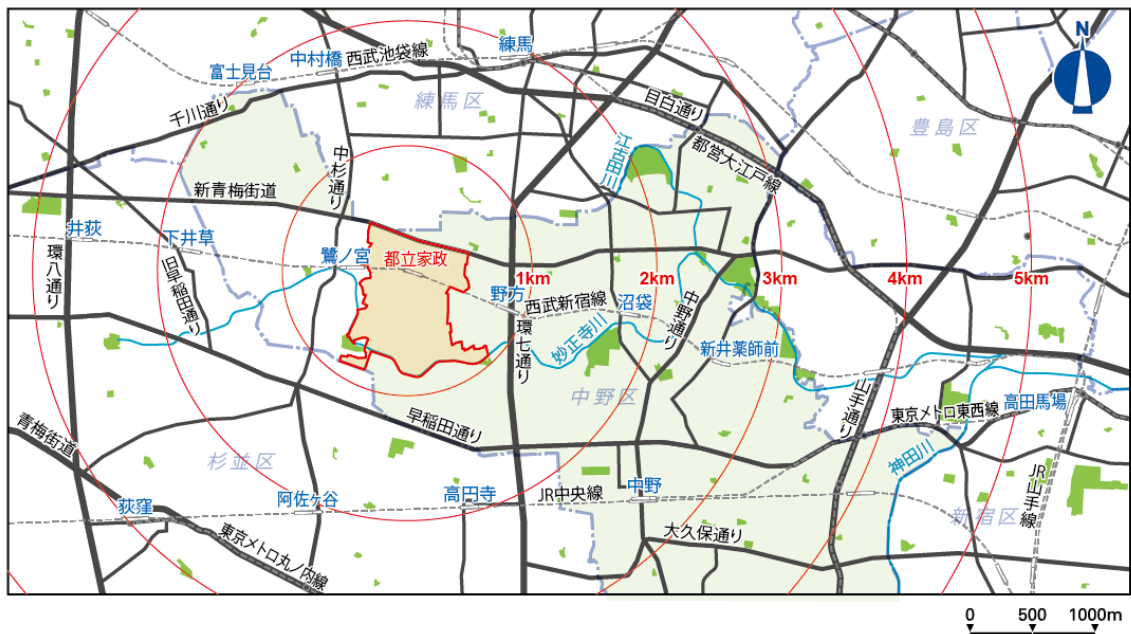 N
練馬
中村橋
西武池袋線
富士見台
練馬区
目白通り
豊島区
千川通り
中杉通り
江古田川
都営大江戸線
新青梅街道
井荻
下井草
鷺ノ宮
都立家政
環八通り
旧早稲田通り
1km
2km
3km
4km
5km
野方
西武新宿線
沼袋
中野通り
環七通り
妙正寺川
新井薬師前
中野区
山手通り
東京メトロ東西線
高田馬場
早稲田通り
青梅街道
杉並区
神田川
荻窪
阿佐ヶ谷
高円寺
JR中央線
中野
JR山手線
新宿区
大久保通り
東京メトロ丸ノ内線
0 500 1000m